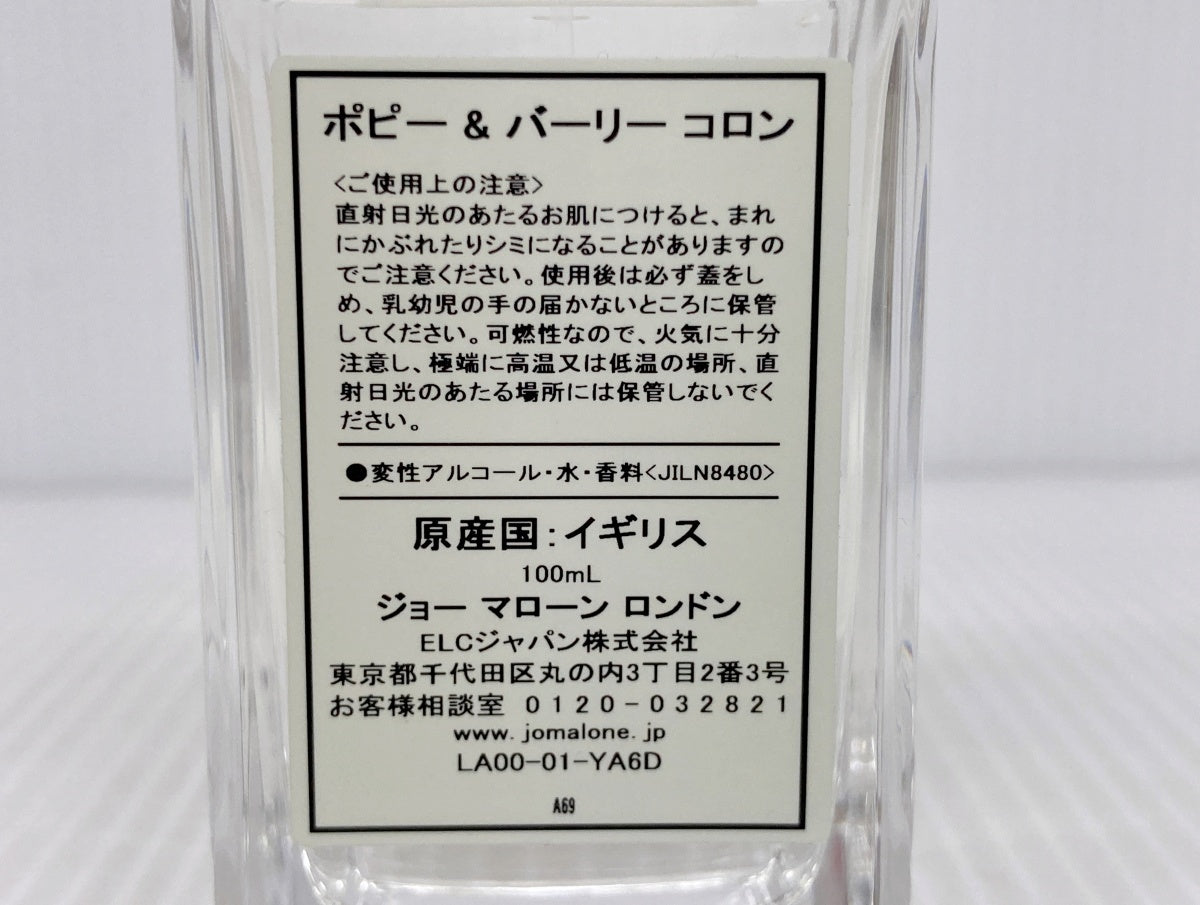 ポピー & バーリー コロン
<ご使用上の注意>
直射日光のあたるお肌につけると、まれ
にかぶれたりシミになることがありますの
でご注意ください。使用後は必ず蓋をし
め、乳幼児の手の届かないところに保管
してください。可燃性なので、火気に十分
注意し、極端に高温又は低温の場所、直
射日光のあたる場所には保管しないでく
ださい。
●変性アルコール・水・香料<JILN8480>
原産国:イギリス
100mL
ジョー マローン ロンドン
ELCジャパン株式会社
東京都千代田区丸の内3丁目2番3号
お客様相談室 0120-032821
www.jomalone.jp
LA00-01-YA6D
A69